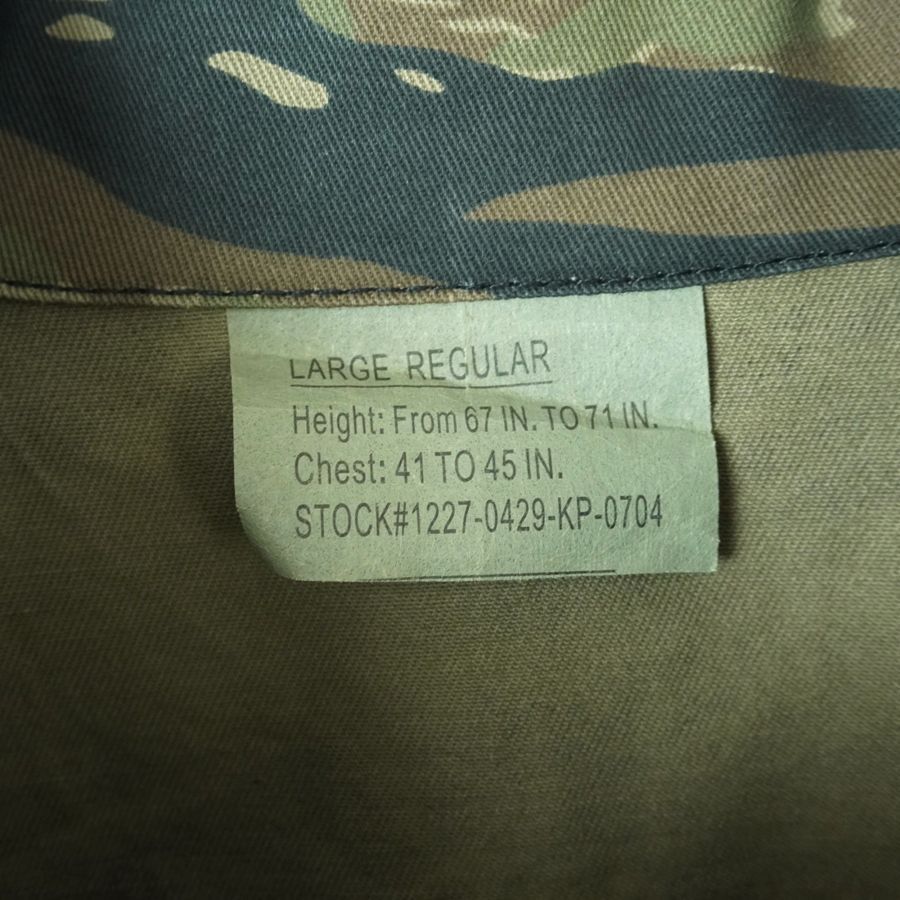 LARGE REGULAR
Height: From 67 IN. TO 71 IN.
Chest: 41 TO 45 IN.
STOCK#1227-0429-KP-0704